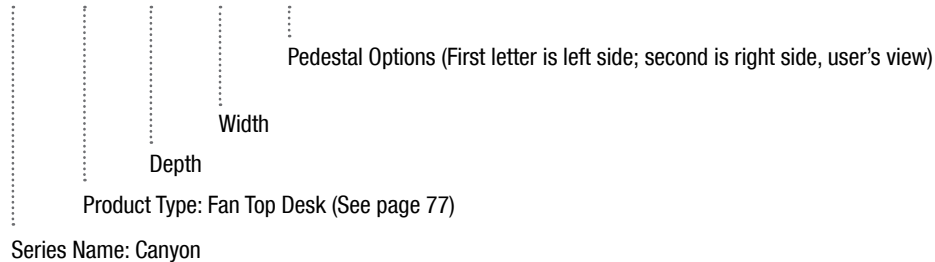 Pedestal Options (First letter is left side; second is right side, user’s view)
Width
Depth
Product Type: Fan Top Desk (See page 77)
Series Name: Canyon